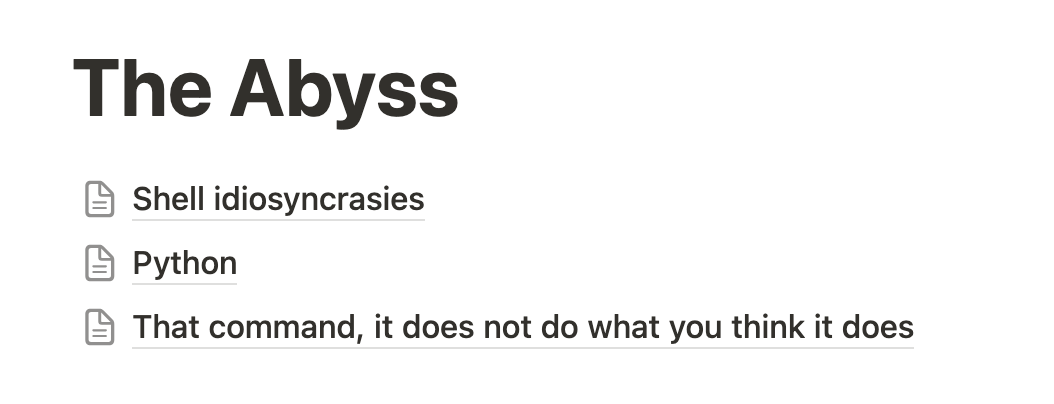 The Abyss
Shell idiosyncrasies
Python
That command, it does not do what you think it does